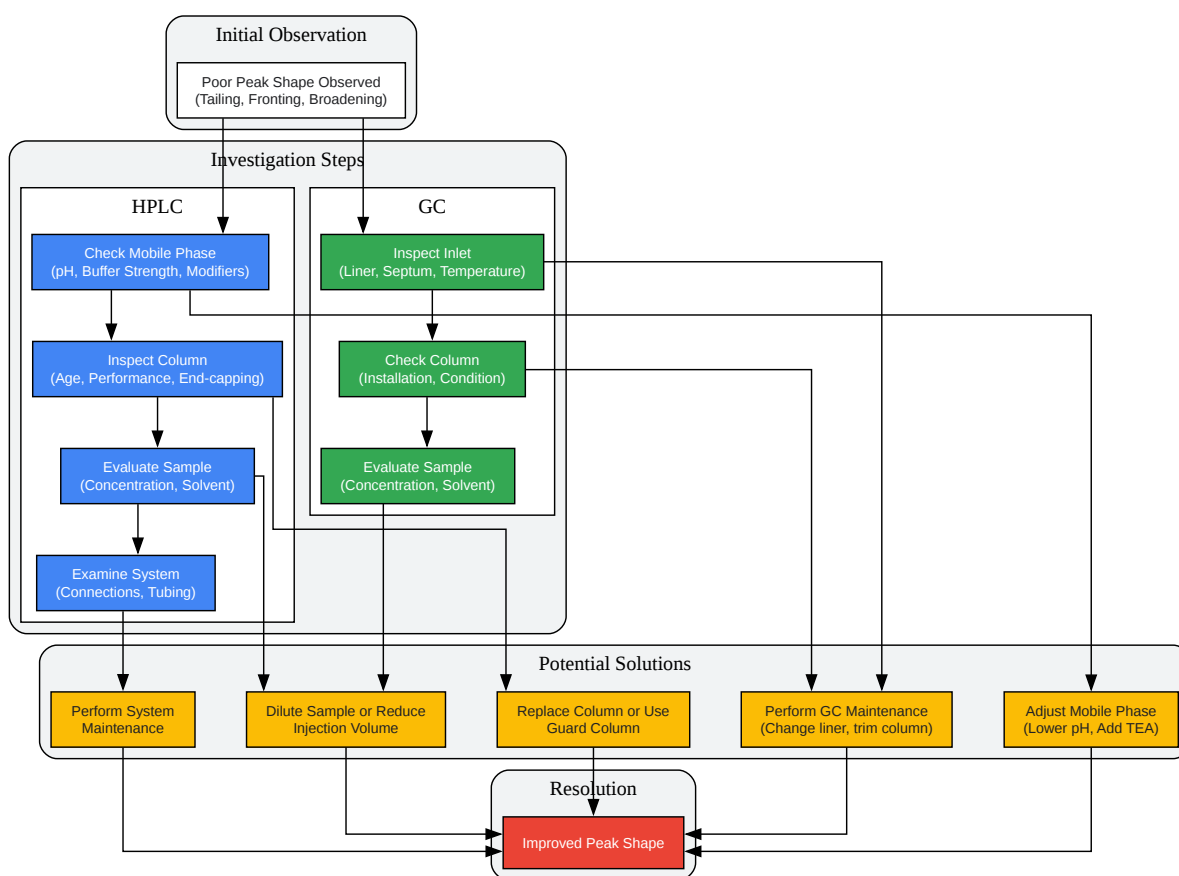 Initial Observation
Poor Peak Shape Observed
(Tailing, Fronting, Broadening)
Investigation Steps
HPLC
Check Mobile Phase
(pH, Buffer Strength, Modifiers)
Inspect Column
(Age, Performance, End-capping)
Evaluate Sample
(Concentration, Solvent)
Examine System
(Connections, Tubing)
GC
Inspect Inlet
(Liner, Septum, Temperature)
Check Column
(Installation, Condition)
Evaluate Sample
(Concentration, Solvent)
Potential Solutions
Perform System
Maintenance
Dilute Sample or Reduce
Injection Volume
Replace Column or Use
Guard Column
Perform GC Maintenance
(Change liner, trim column)
Adjust Mobile Phase
(Lower pH, Add TEA)
Resolution
Improved Peak Shape